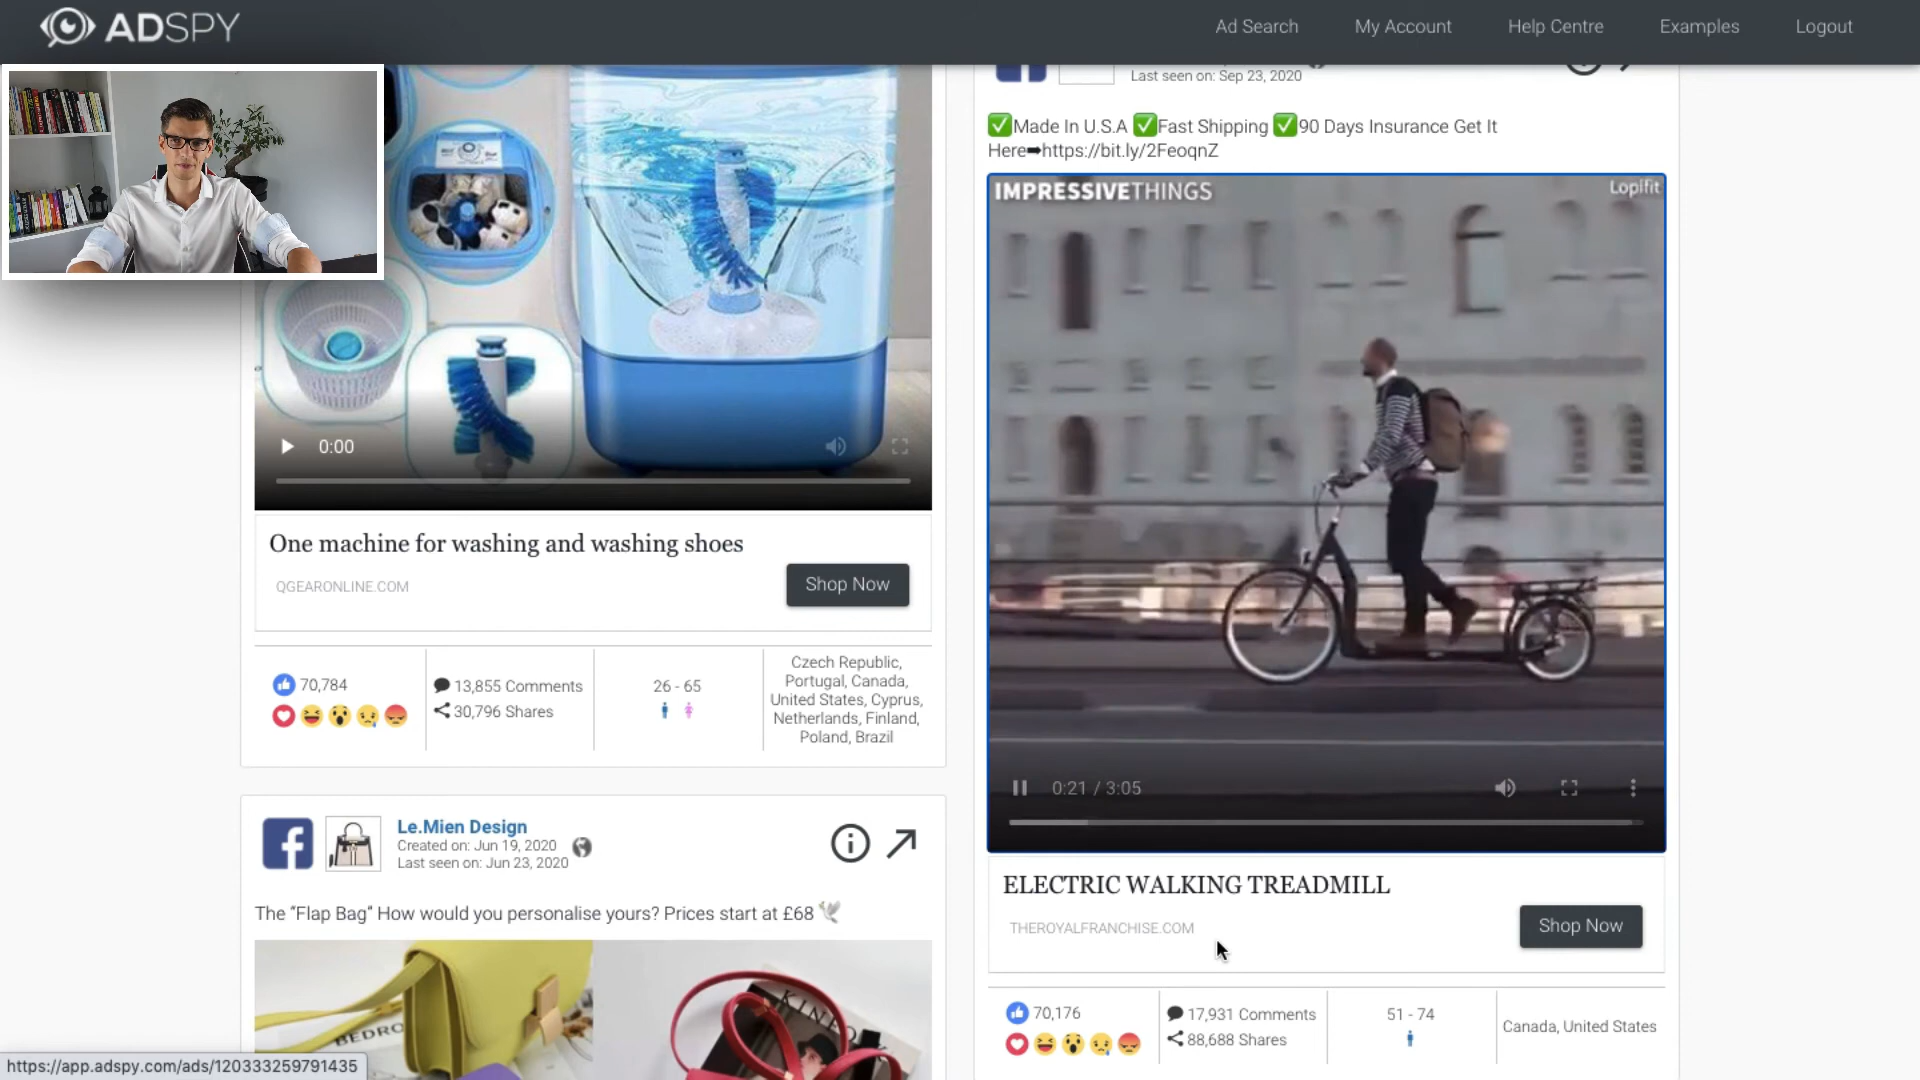 ADSPY
Ad Search
My Account
Help Centre
Examples
Logout
Last seen on: Sep 23, 2020
✅Made In U.S.A ✅Fast Shipping ✅90 Days Insurance Get It
Here➡https://bit.ly/2FeoqnZ
IMPRESSIVETHINGS
Lopifit
0:00
One machine for washing and washing shoes
QGEARONLINE.COM
Shop Now
70,784
13,855 Comments
30,796 Shares
26 - 65
Czech Republic,
Portugal, Canada,
United States, Cyprus,
Netherlands, Finland,
Poland, Brazil
Le.Mien Design
Created on: Jun 19, 2020
Last seen on: Jun 23, 2020
The “Flap Bag” How would you personalise yours? Prices start at £68 🕊
BEDRO
KIN
0:21 / 3:05
ELECTRIC WALKING TREADMILL
THEROYALFRANCHISE.COM
Shop Now
70,176
17,931 Comments
88,688 Shares
51 - 74
Canada, United States
https://app.adspy.com/ads/120333259791435